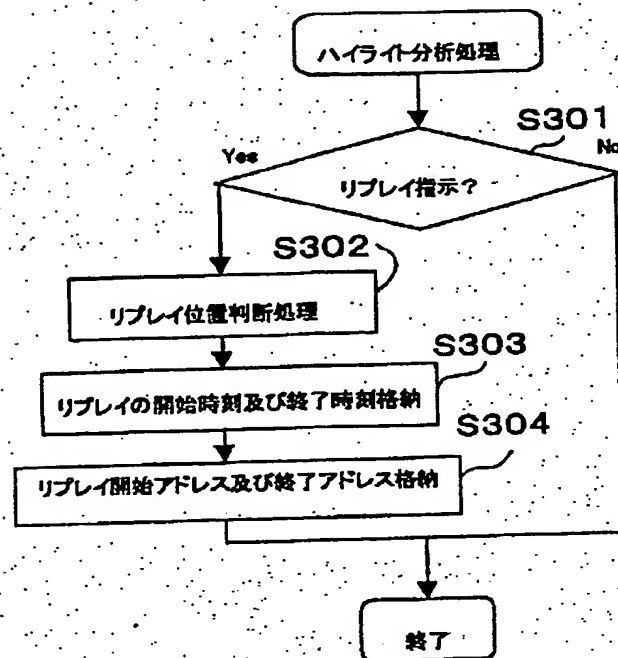 ハイライト分析処理
S301
Yes
No
リプレイ指示?
S302
リプレイ位置判断処理
S303
リプレイの開始時刻及び終了時刻格納
S304
リプレイ開始アドレス及び終了アドレス格納
終了